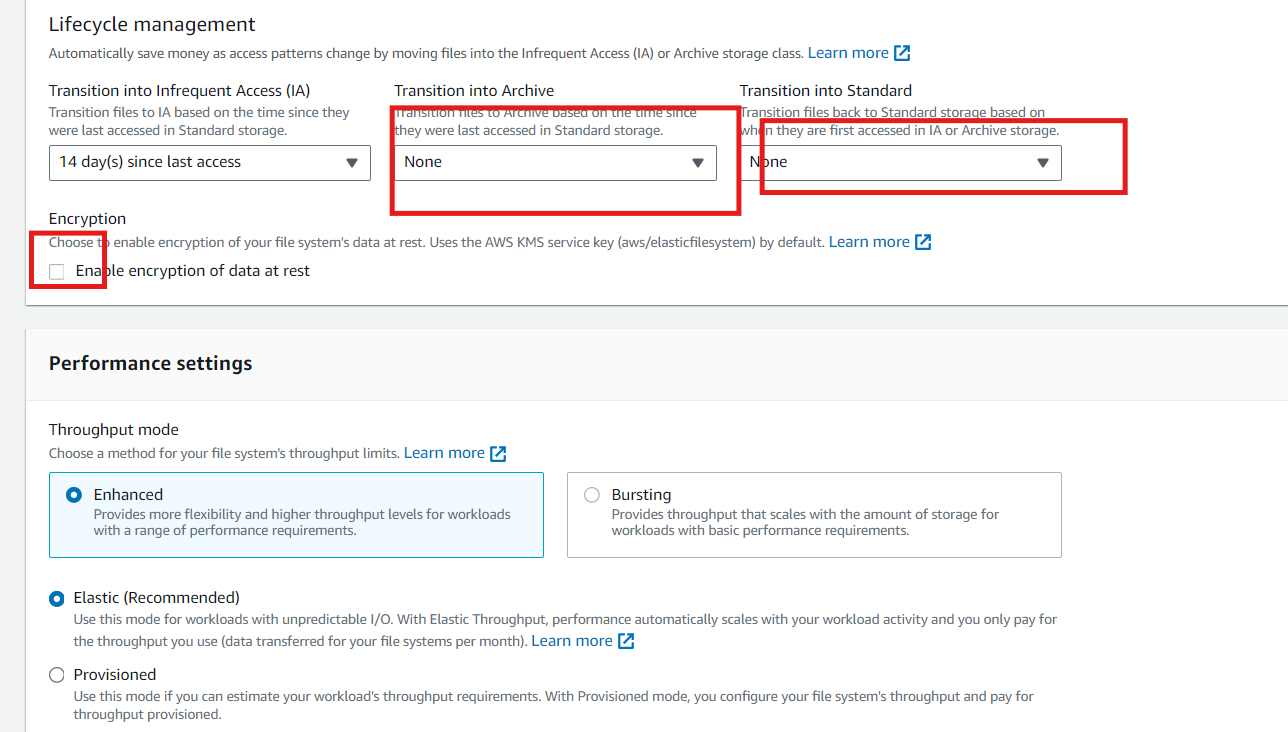 Lifecycle management
Automatically save money as access patterns change by moving files into the Infrequent Access (IA) or Archive storage class. Learn more
Transition into Infrequent Access (IA)
Transition files to IA based on the time since they
were last accessed in Standard storage.
14 day(s) since last access
Transition into Archive
Transition files to Archive based on the time since
they were last accessed in Standard storage.
None
Transition into Standard
Transition files back to Standard storage based on
when they are first accessed in IA or Archive storage.
None
Encryption
Choose to enable encryption of your file system's data at rest. Uses the AWS KMS service key (aws/elasticfilesystem) by default. Learn more
Enable encryption of data at rest
Performance settings
Throughput mode
Choose a method for your file system's throughput limits. Learn more
Enhanced
Provides more flexibility and higher throughput levels for workloads
with a range of performance requirements.
Bursting
Provides throughput that scales with the amount of storage for
workloads with basic performance requirements.
Elastic (Recommended)
Use this mode for workloads with unpredictable I/O. With Elastic Throughput, performance automatically scales with your workload activity and you only pay for
the throughput you use (data transferred for your file systems per month). Learn more
Provisioned
Use this mode if you can estimate your workload's throughput requirements. With Provisioned mode, you configure your file system's throughput and pay for
throughput provisioned.